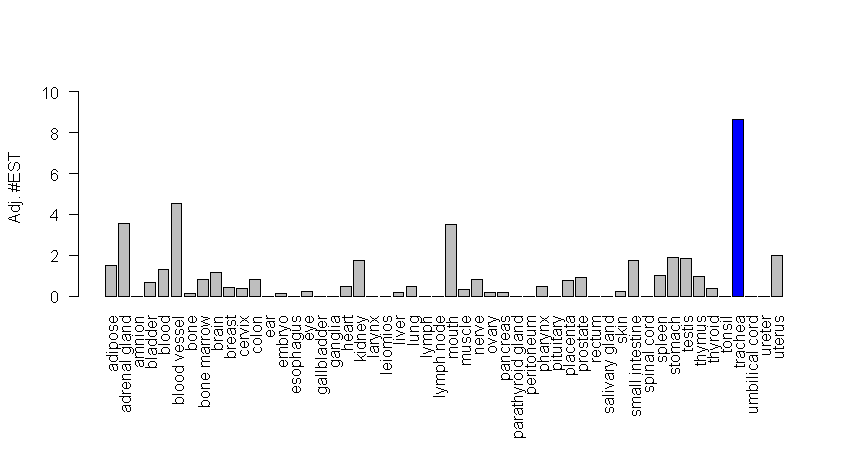 Adj. #EST
10
8
6
4
2
0
adipose
adrenal gland
amnion
bladder
blood
blood vessel
bone
bone marrow
brain
breast
cervix
colon
ear
embryo
esophagus
eye
gallbladder
ganglia
heart
kidney
larynx
leiomios
liver
lung
lymph
lymph node
mouth
muscle
nerve
ovary
pancreas
parathyroid gland
peritoneum
pharynx
pituitary
placenta
prostate
rectum
salivary gland
skin
small intestine
spinal cord
spleen
stomach
testis
thymus
thyroid
tonsil
trachea
umbilical cord
ureter
uterus